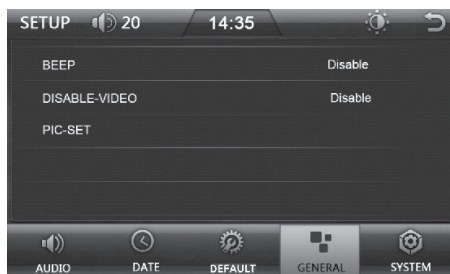 SETUP 20 14:35
BEEP Disable
DISABLE-VIDEO Disable
PIC-SET
AUDIO DATE DEFAULT GENERAL SYSTEM